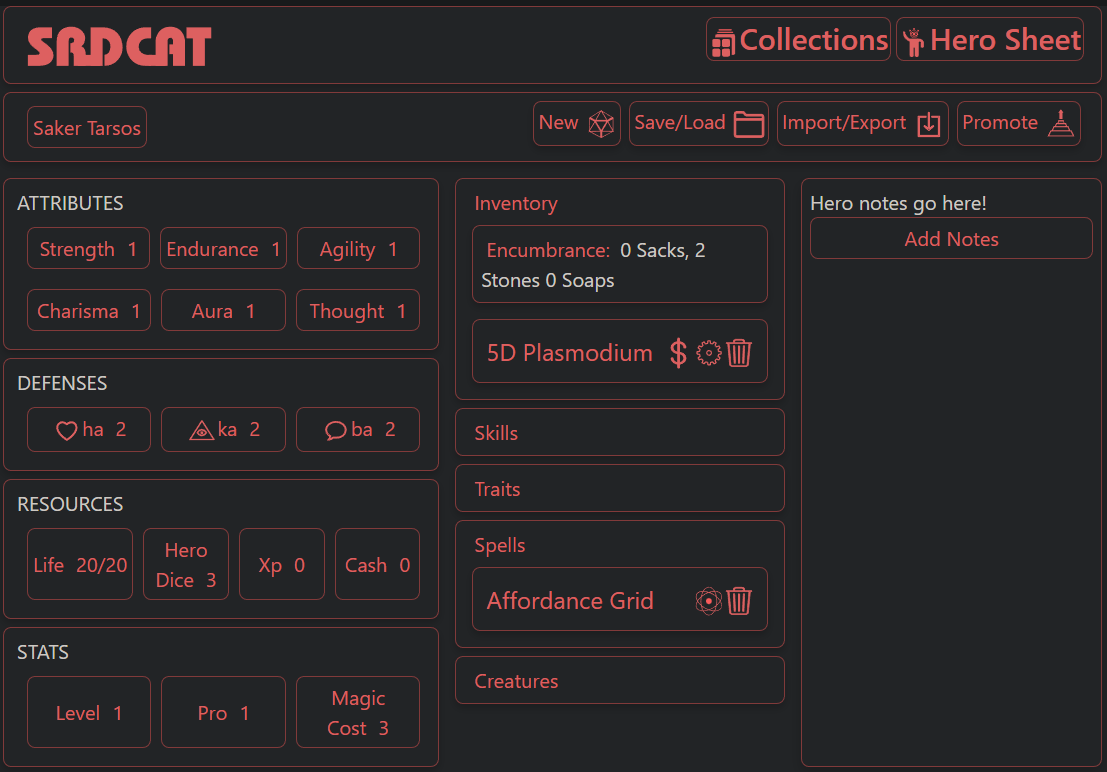 SRDCAT
Collections
Hero Sheet
Saker Tarsos
New
Save/Load
Import/Export
Promote
ATTRIBUTES
Strength 1
Endurance 1
Agility 1
Charisma 1
Aura 1
Thought 1
DEFENSES
ha 2
ka 2
ba 2
RESOURCES
Life 20/20
Hero
Dice 3
Xp 0
Cash 0
STATS
Level 1
Pro 1
Magic
Cost 3
Inventory
Encumbrance: 0 Sacks, 2
Stones 0 Soaps
5D Plasmodium $
Skills
Traits
Spells
Affordance Grid
Creatures
Hero notes go here!
Add Notes